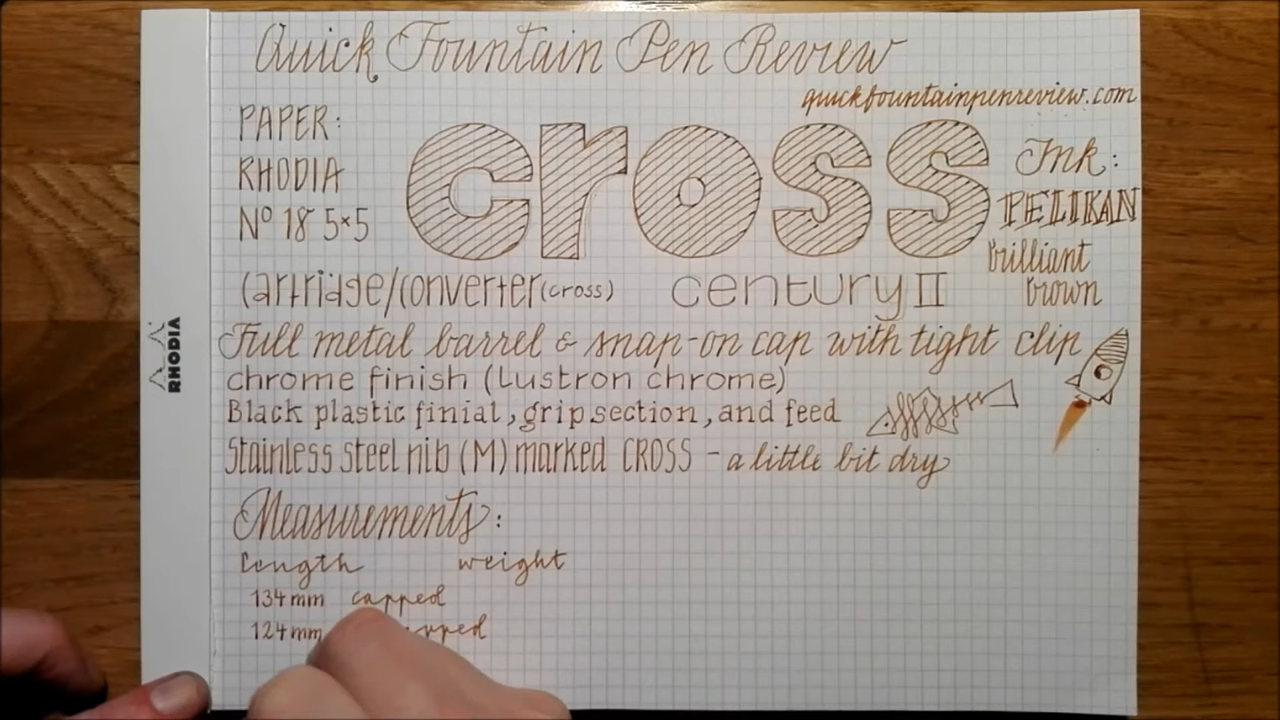 Quick Fountain Pen Review
quickfountainpenreview.com
PAPER:
RHODIA
Nº 18 5×5
cross
Ink:
PELIKAN
brilliant
brown
Cartridge/Converter (cross)
century II
Full metal barrel & snap-on cap with tight clip
chrome finish (Lustron chrome)
Black plastic finial, grip section, and feed
Stainless steel nib (M) marked CROSS - a little bit dry
Measurements:
Length weight
134mm capped
124mm
RHODIA